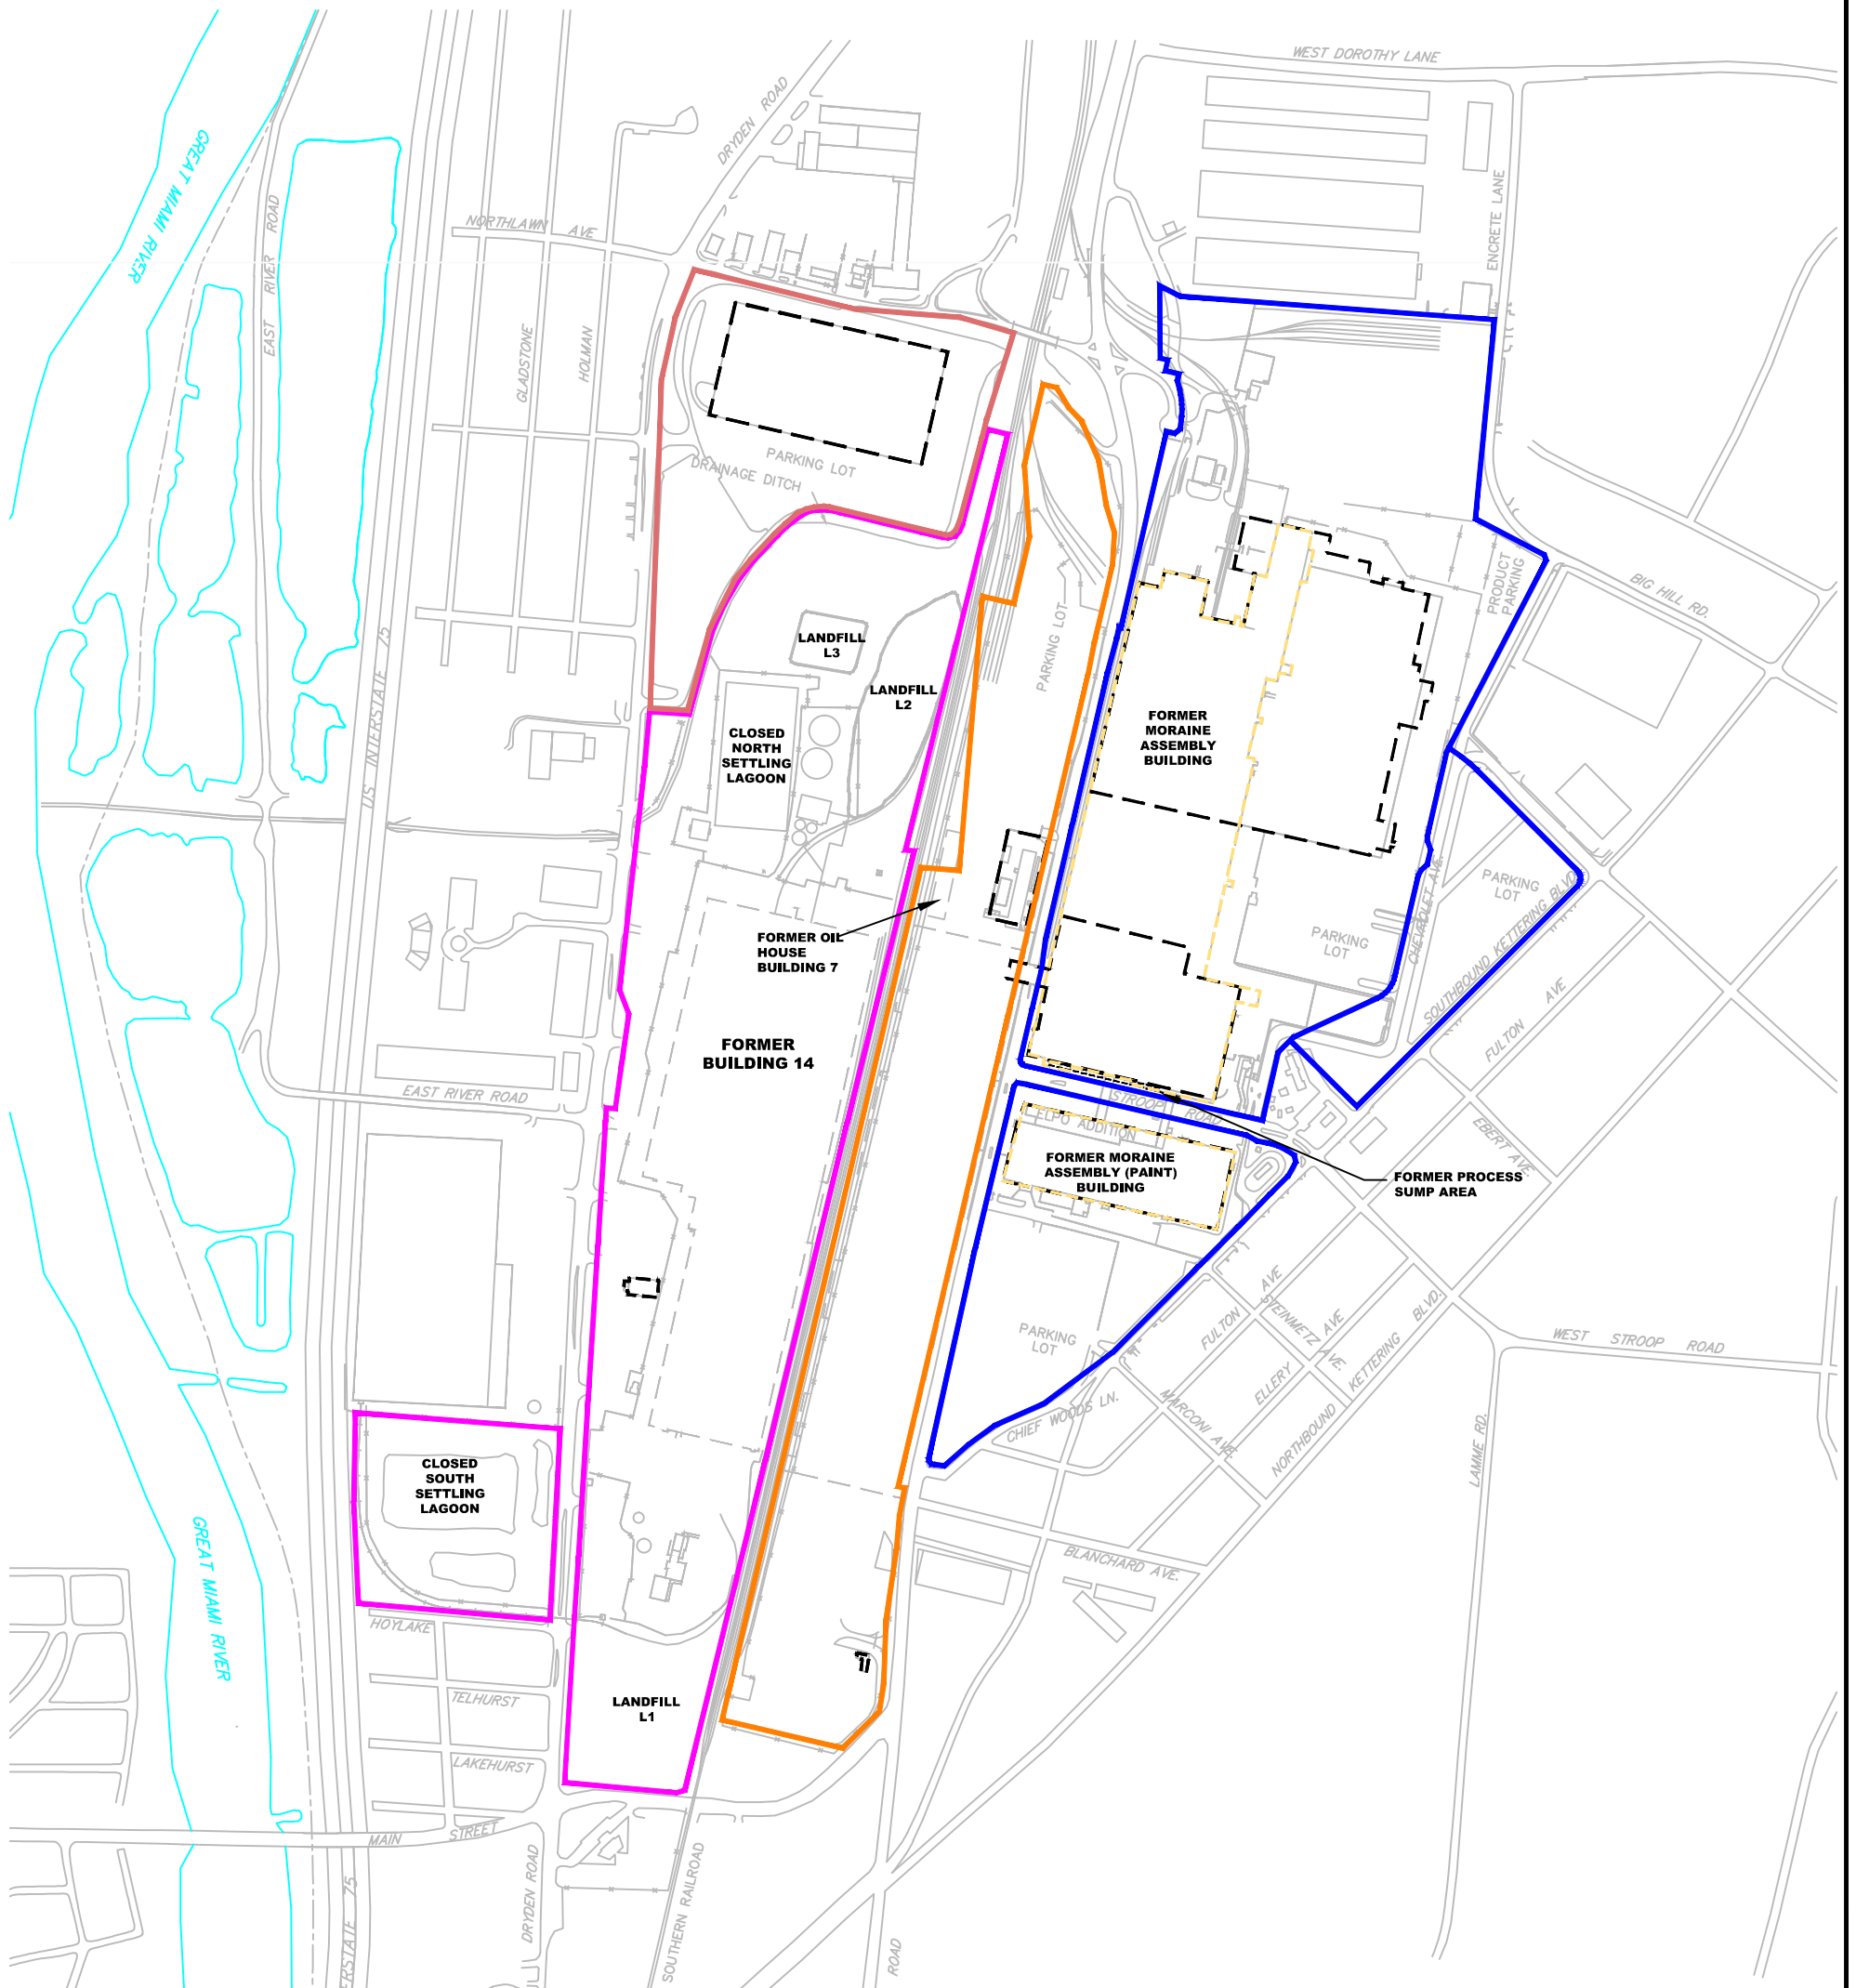 WEST DOROTHY LANE
DRYDEN ROAD
GREAT MIAMI RIVER
EAST RIVER ROAD
NORTHLAWN AVE
ENCRETE LANE
GLADSTONE
HOLMAN
PARKING LOT
DRAINAGE DITCH
PRODUCT
PARKING
BIG HILL RD.
US INTERSTATE 75
LANDFILL
L3
PARKING LOT
LANDFILL
L2
CLOSED
NORTH
SETTLING
LAGOON
FORMER
MORAINE
ASSEMBLY
BUILDING
PARKING
LOT
CHEVROLET AVE.
SOUTHBOUND KETTERING BLVD.
PARKING
LOT
FORMER OIL
HOUSE
BUILDING 7
FULTON AVE
FORMER
BUILDING 14
EAST RIVER ROAD
STROOP ROAD
ELPO ADDITION
EBERT AVE.
FORMER MORAINE
ASSEMBLY (PAINT)
BUILDING
FORMER PROCESS
SUMP AREA
FULTON AVE
STEINMETZ AVE.
ELLERY AVE
PARKING
LOT
NORTHBOUND KETTERING BLVD.
WEST STROOP ROAD
CHIEF WOODS LN.
MARCONI AVE.
LAMME RD.
CLOSED
SOUTH
SETTLING
LAGOON
GREAT MIAMI RIVER
BLANCHARD AVE.
HOYLAKE
TELHURST
LANDFILL
L1
LAKEHURST
MAIN STREET
DRYDEN ROAD
SOUTHERN RAILROAD
ROAD
ERSTATE 75